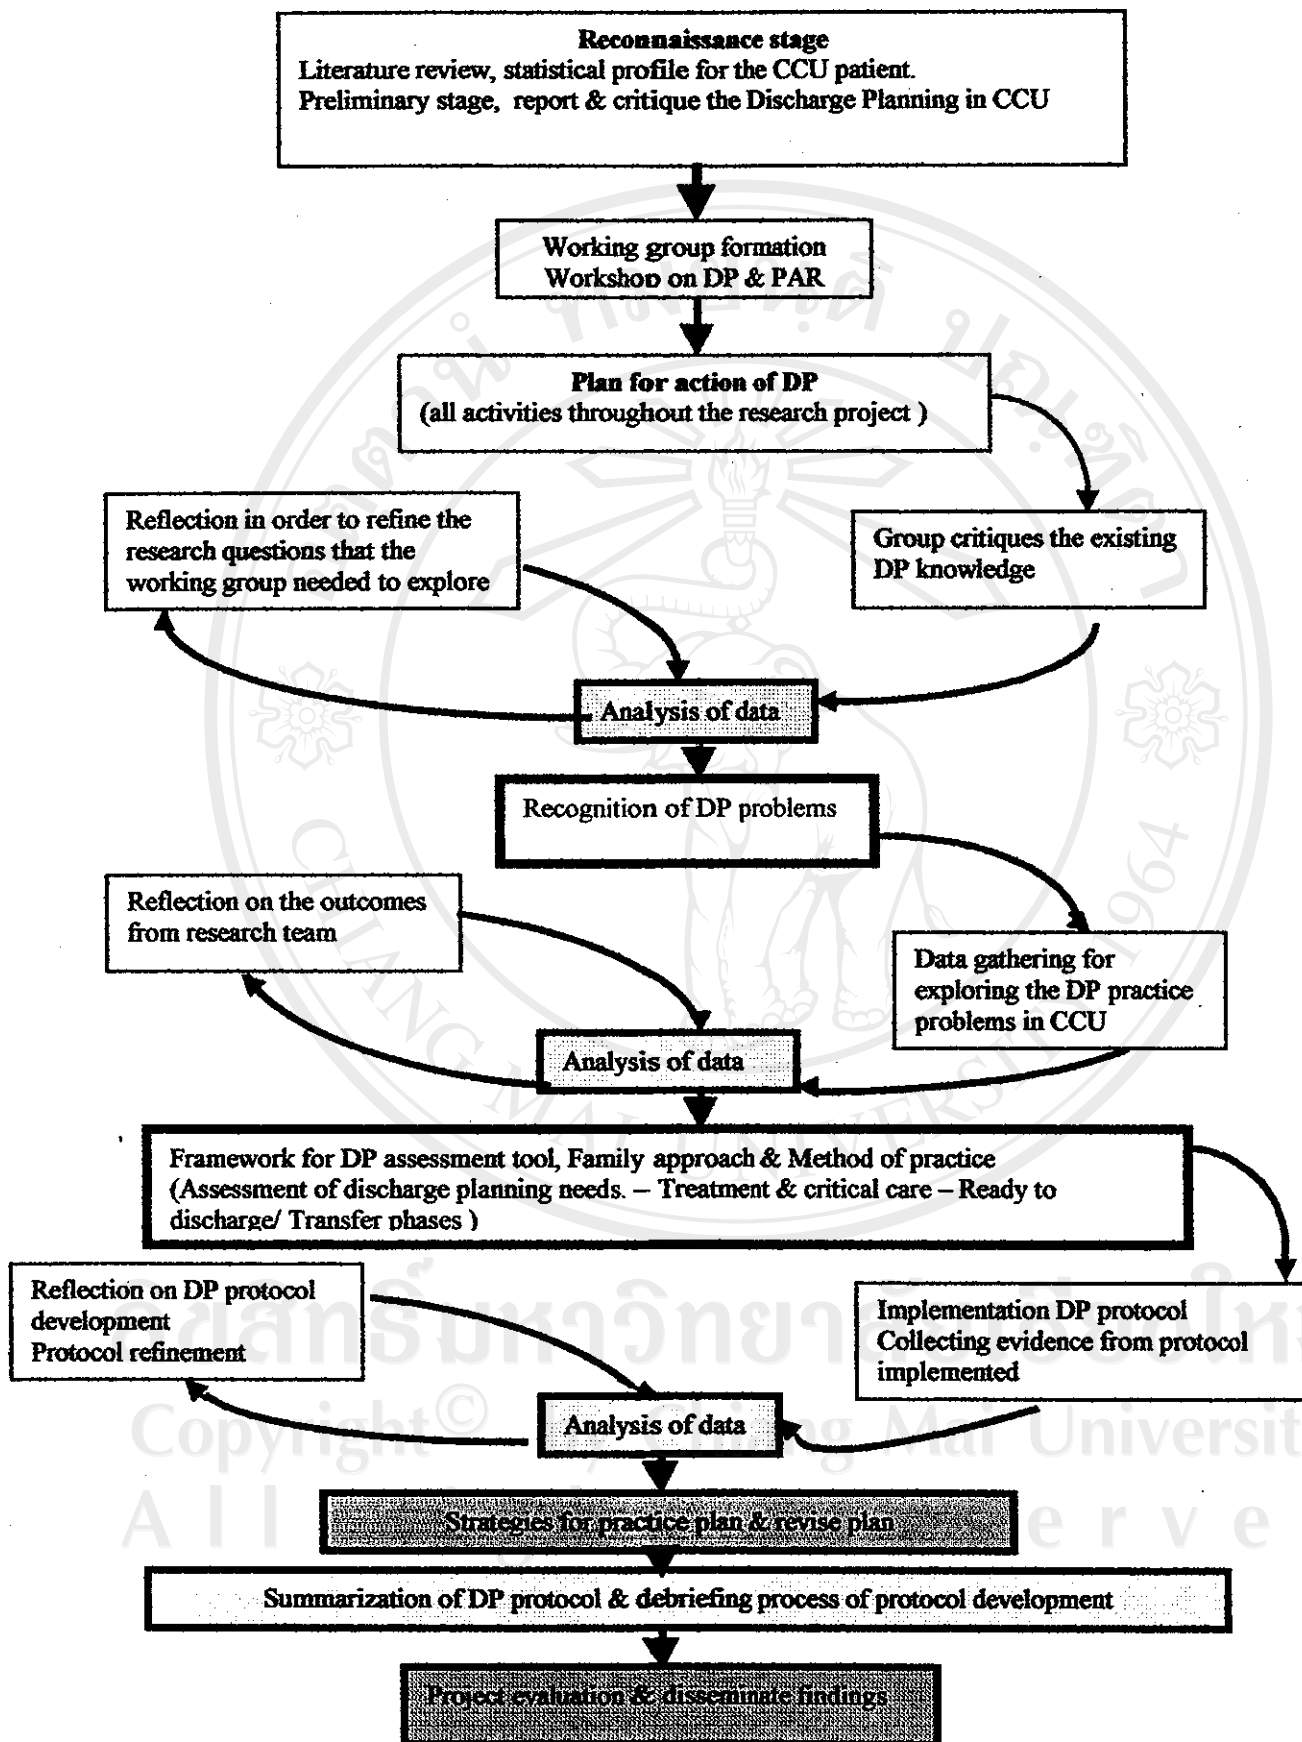 Reconnaissance stage
Literature review, statistical profile for the CCU patient.
Preliminary stage, report & critique the Discharge Planning in CCU
Working group formation
Workshop on DP & PAR
Plan for action of DP
(all activities throughout the research project )
Reflection in order to refine the
research questions that the
working group needed to explore
Group critiques the existing
DP knowledge
Analysis of data
Recognition of DP problems
Reflection on the outcomes
from research team
Data gathering for
exploring the DP practice
problems in CCU
Analysis of data
Framework for DP assessment tool, Family approach & Method of practice
(Assessment of discharge planning needs. – Treatment & critical care – Ready to
discharge/ Transfer phases )
Reflection on DP protocol
development
Protocol refinement
Implementation DP protocol
Collecting evidence from protocol
implemented
Analysis of data
Strategies for practice plan & revise plan
Summarization of DP protocol & debriefing process of protocol development
Project evaluation & disseminate findings
CHIANG MAI UNIVERSITY 1964
Copyright © Chiang Mai Universit
All erve